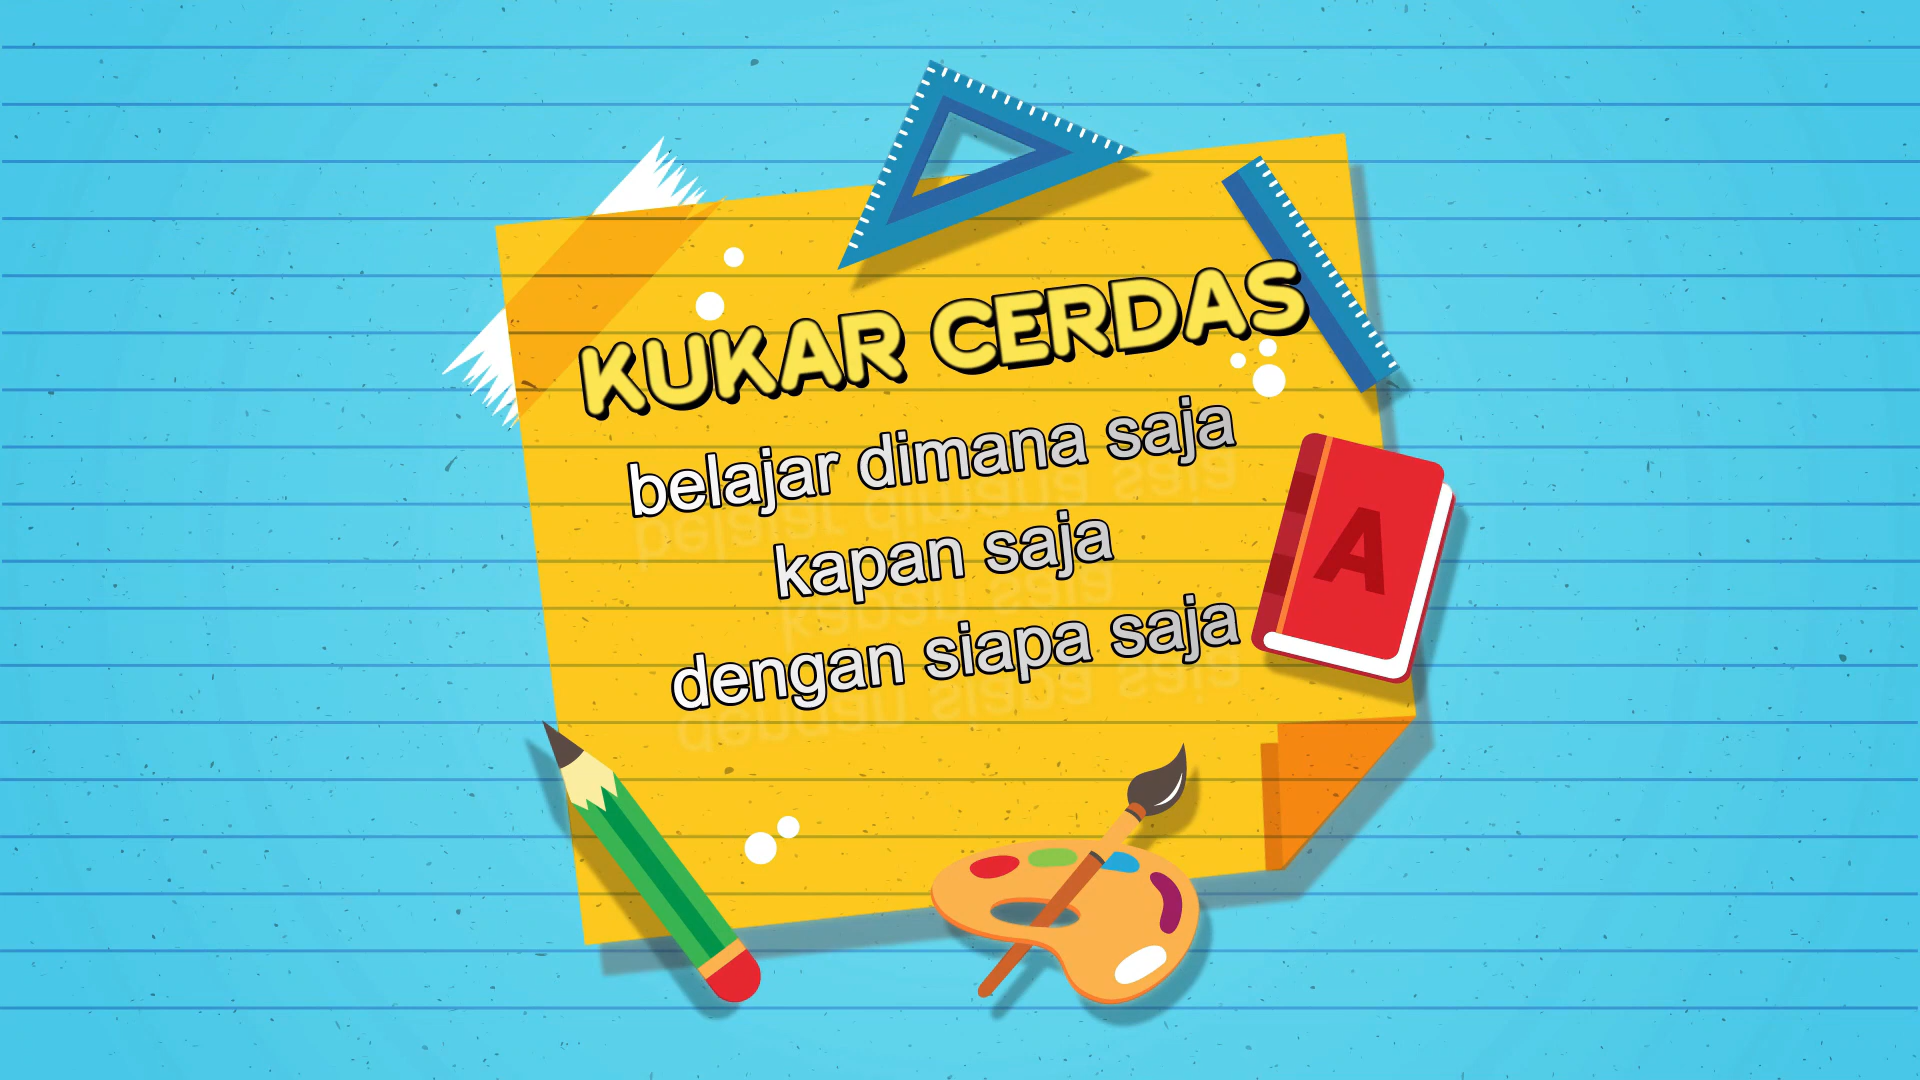 KUKAR CERDAS
belajar dimana saja
kapan saja
dengan siapa saja
A